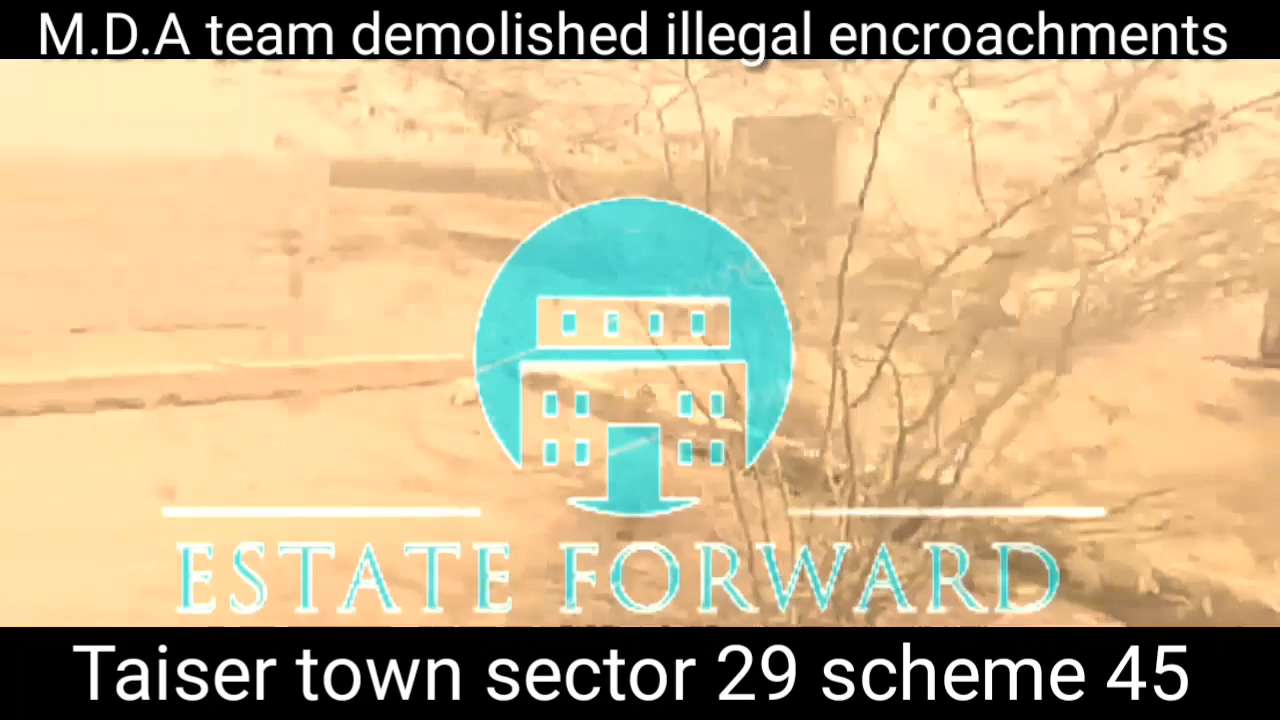 M.D.A team demolished illegal encroachments
ESTATE FORWARD
Taiser town sector 29 scheme 45